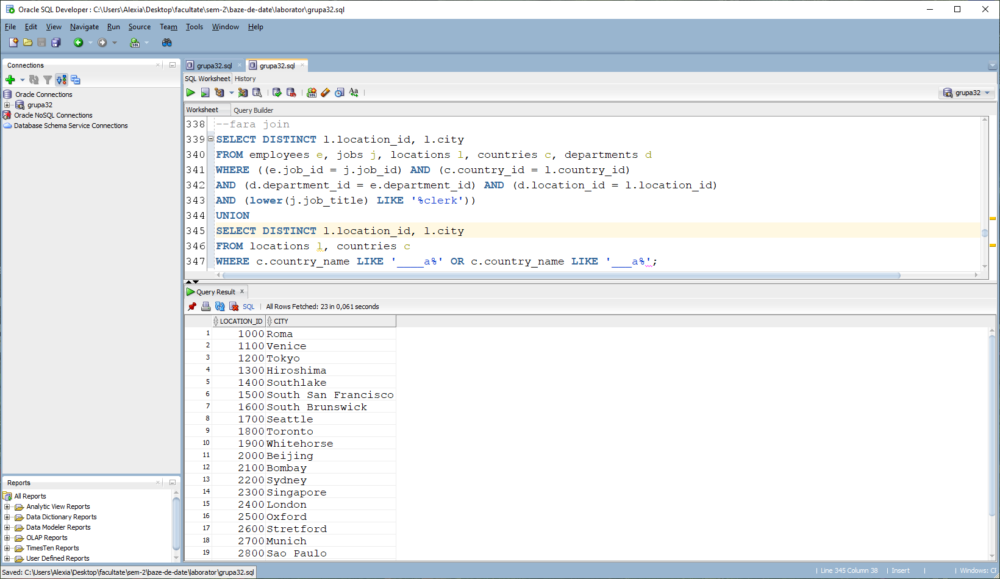 Oracle SQL Developer : C:\Users\Alexia\Desktop\facultate\sem-2\baze-de-date\laborator\grupa32.sql
File Edit View Navigate Run Source Team Tools Window Help
Connections
Oracle Connections
grupa32
Oracle NoSQL Connections
Database Schema Service Connections
grupa32.sql grupa32.sql
SQL Worksheet History
grupa32
Worksheet Query Builder
338 --fara join
339 SELECT DISTINCT l.location_id, l.city
340 FROM employees e, jobs j, locations l, countries c, departments d
341 WHERE ((e.job_id = j.job_id) AND (c.country_id = l.country_id)
342 AND (d.department_id = e.department_id) AND (d.location_id = l.location_id)
343 AND (lower(j.job_title) LIKE '%clerk'))
344 UNION
345 SELECT DISTINCT l.location_id, l.city
346 FROM locations l, countries c
347 WHERE c.country_name LIKE '____a%' OR c.country_name LIKE '___a%';
Query Result
SQL | All Rows Fetched: 23 in 0,061 seconds
LOCATION_ID CITY
1 1000 Roma
2 1100 Venice
3 1200 Tokyo
4 1300 Hiroshima
5 1400 Southlake
6 1500 South San Francisco
7 1600 South Brunswick
8 1700 Seattle
9 1800 Toronto
10 1900 Whitehorse
11 2000 Beijing
12 2100 Bombay
13 2200 Sydney
14 2300 Singapore
15 2400 London
16 2500 Oxford
17 2600 Stretford
18 2700 Munich
19 2800 Sao Paulo
Reports
All Reports
Analytic View Reports
Data Dictionary Reports
Data Modeler Reports
OLAP Reports
TimesTen Reports
User Defined Reports
Saved: C:\Users\Alexia\Desktop\facultate\sem-2\baze-de-date\laborator\grupa32.sql
| Line 345 Column 38 | Insert | | Windows: